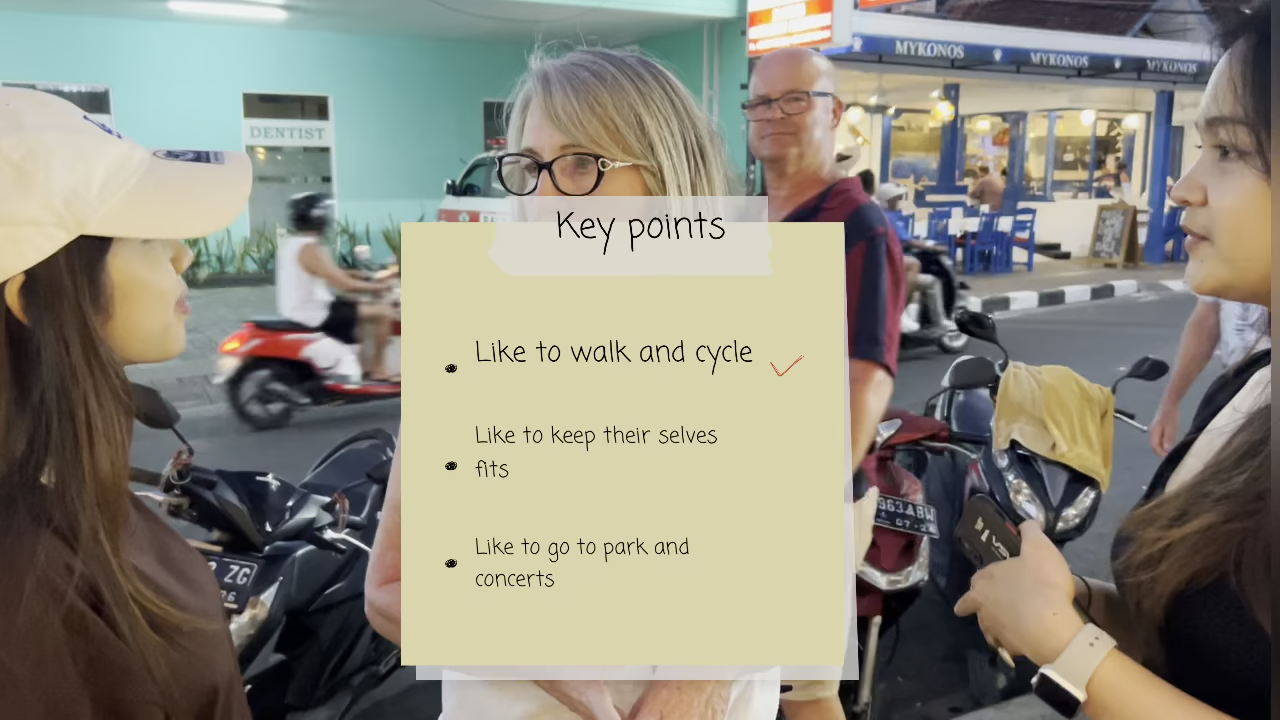 DENTIST
MYKONOS MYKONOS MYKONOS
Key points
Like to walk and cycle
Like to keep their selves
fits
Like to go to park and
concerts
ZG